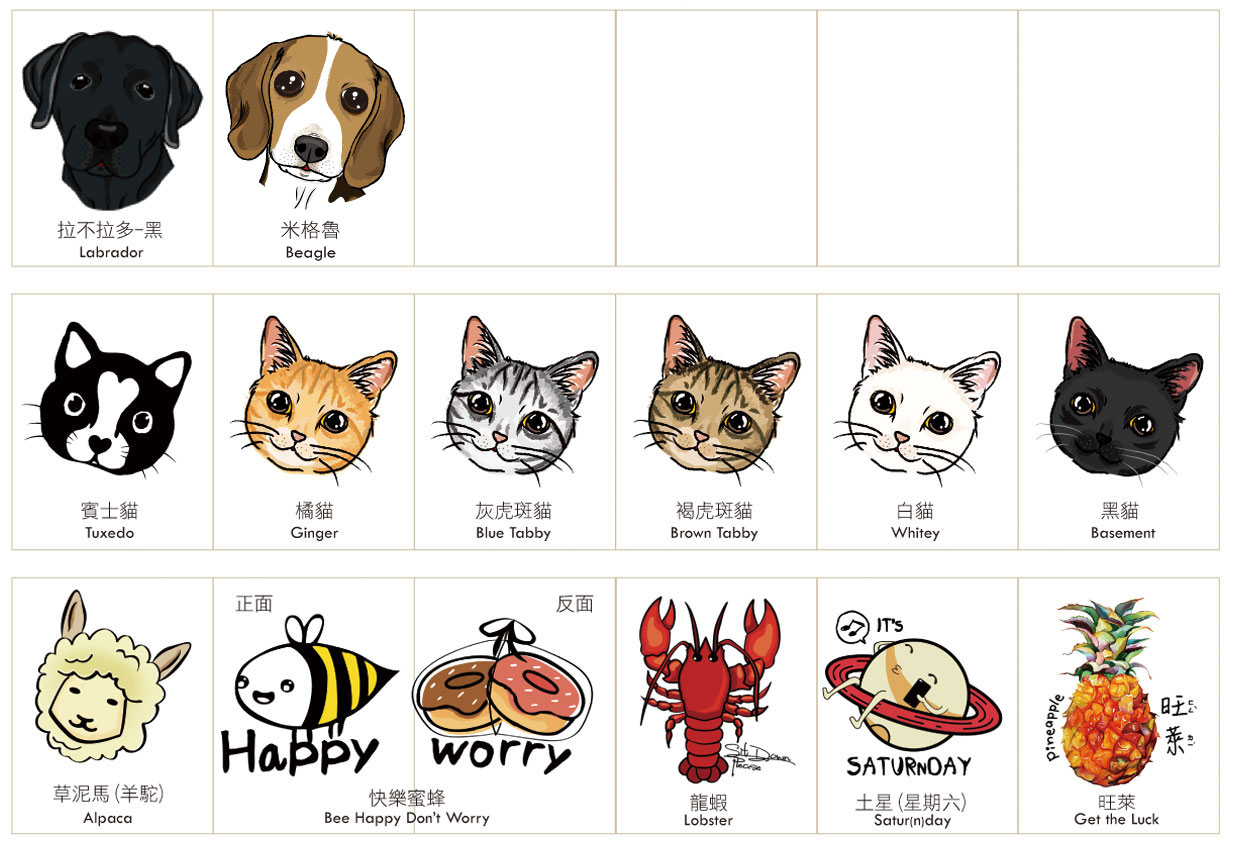 拉不拉多-黑
Labrador
米格魯
Beagle
賓士貓
Tuxedo
橘貓
Ginger
灰虎斑貓
Blue Tabby
褐虎斑貓
Brown Tabby
白貓
Whitey
黑貓
Basement
草泥馬(羊駝)
Alpaca
正面
反面
Happy
worry
快樂蜜蜂
Bee Happy Don't Worry
Sit Down
Please
龍蝦
Lobster
IT's
SATURNDAY
土星(星期六)
Satur(n)day
pineapple
旺
萊
旺萊
Get the Luck